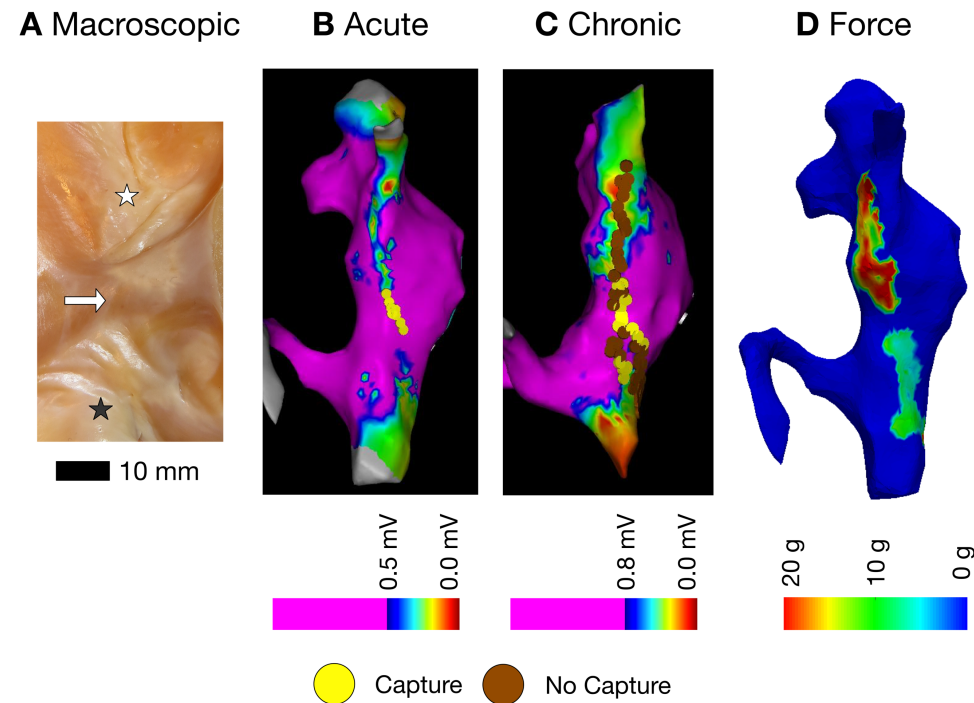 A Macroscopic
B Acute
C Chronic
D Force
10 mm
0.5 mV
0.0 mV
0.8 mV
0.0 mV
20 g
10 g
0 g
Capture
No Capture